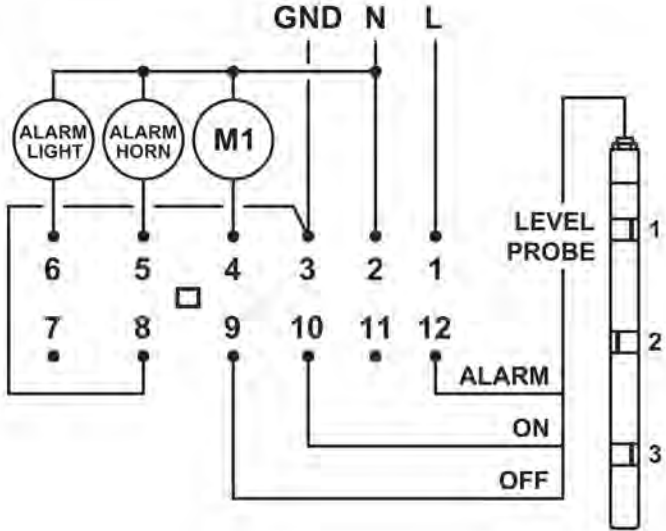 GND N L
ALARM
LIGHT
ALARM
HORN
M1
LEVEL
PROBE
1
6 5 4 3 2 1
2
7 8 9 10 11 12
ALARM
ON
3
OFF